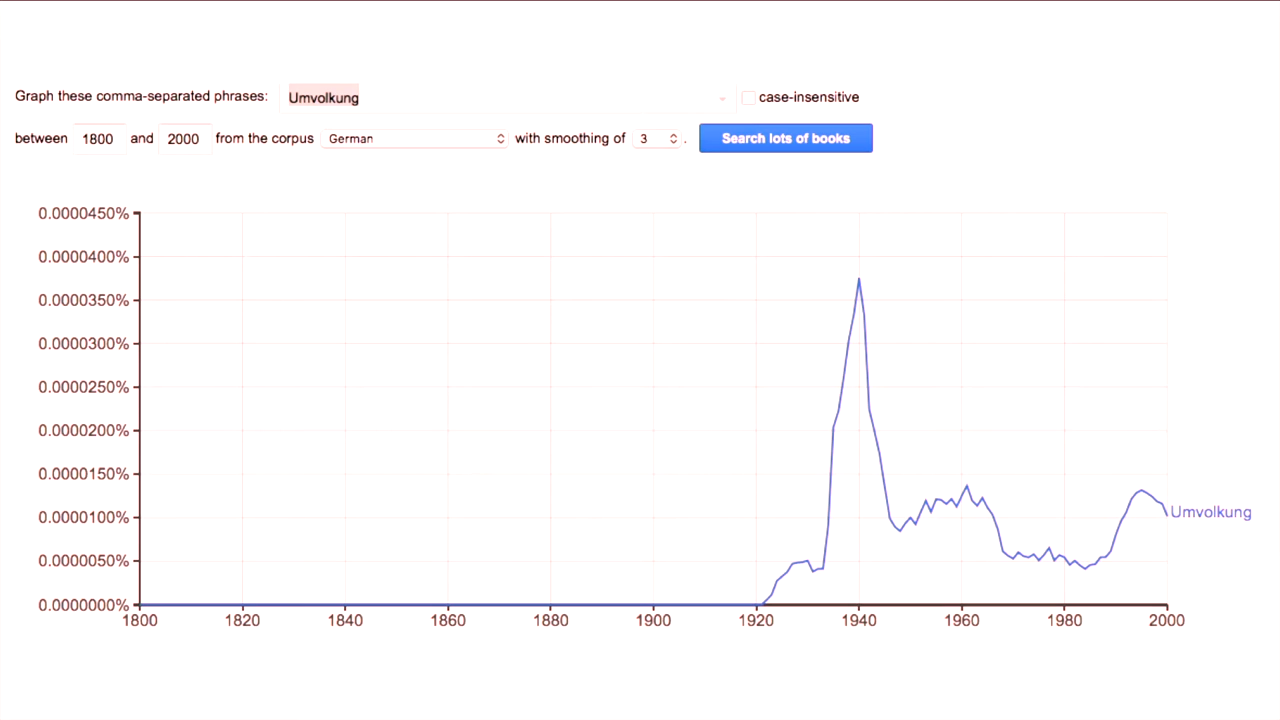 Graph these comma-separated phrases: Umvolkung case-insensitive
between 1800 and 2000 from the corpus German with smoothing of 3 . Search lots of books
0.0000450%
0.0000400%
0.0000350%
0.0000300%
0.0000250%
0.0000200%
0.0000150%
0.0000100%
Umvolkung
0.0000050%
0.0000000%
1800 1820 1840 1860 1880 1900 1920 1940 1960 1980 2000